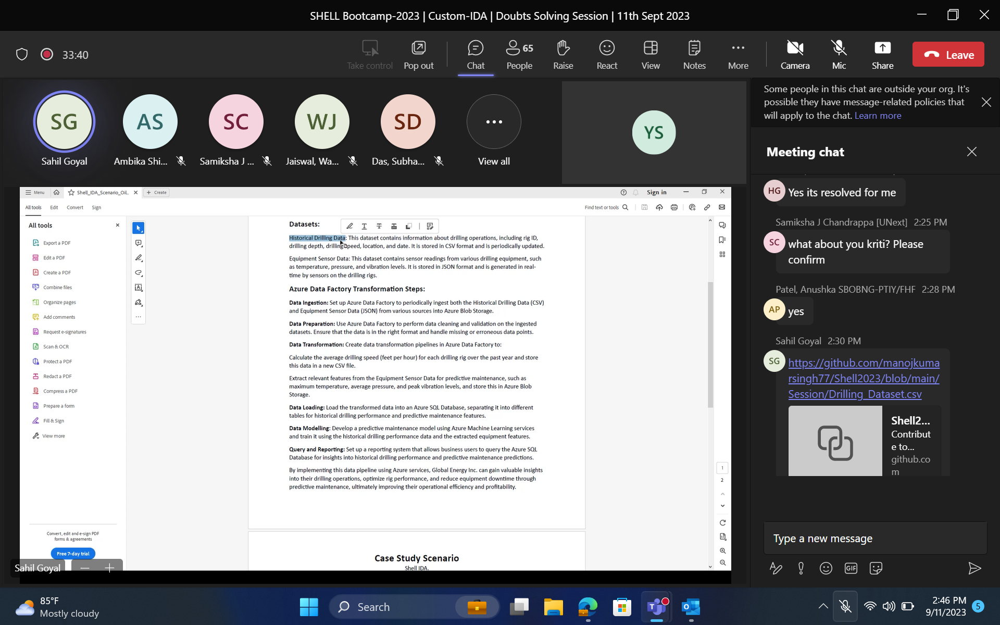 SHELL Bootcamp-2023 | Custom-IDA | Doubts Solving Session | 11th Sept 2023
33:40
Take control
Pop out
Chat
65
People
Raise
React
View
Notes
More
Camera
Mic
Share
Leave
SG
AS
SC
WJ
SD
YS
Sahil Goyal
Ambika Shi...
Samiksha J ...
Jaiswal, Wa...
Das, Subha...
View all
Some people in this chat are outside your org. It's
possible they have message-related policies that
will apply to the chat. Learn more
Meeting chat
HG
Yes its resolved for me
Samiksha J Chandrappa [UNext] 2:25 PM
SC
what about you kriti? Please
confirm
Patel, Anushka SBOBNG-PTIY/FHF 2:28 PM
AP
yes
Sahil Goyal 2:30 PM
SG
https://github.com/manojkuma
rsingh77/Shell2023/blob/main/
Session/Drilling_Dataset.csv
Shell2...
Contribut
e to...
github.co
m
Type a new message
GIF
Menu
Shell_IDA_Scenario_Oil...
Create
Sign in
All tools
Edit
Convert
Sign
Find text or tools
All tools
Export a PDF
Edit a PDF
Create a PDF
Combine files
Organize pages
Add comments
Request e-signatures
Scan & OCR
Protect a PDF
Redact a PDF
Compress a PDF
Prepare a form
Fill & Sign
View more
Convert, edit and e-sign PDF
forms & agreements
Free 7-day trial
Datasets:
Historical Drilling Data: This dataset contains information about drilling operations, including rig ID,
drilling depth, drilling speed, location, and date. It is stored in CSV format and is periodically updated.
Equipment Sensor Data: This dataset contains sensor readings from various drilling equipment, such
as temperature, pressure, and vibration levels. It is stored in JSON format and is generated in real-
time by sensors on the drilling rigs.
Azure Data Factory Transformation Steps:
Data Ingestion: Set up Azure Data Factory to periodically ingest both the Historical Drilling Data (CSV)
and Equipment Sensor Data (JSON) from various sources into Azure Blob Storage.
Data Preparation: Use Azure Data Factory to perform data cleaning and validation on the ingested
datasets. Ensure that the data is in the right format and handle missing or erroneous data points.
Data Transformation: Create data transformation pipelines in Azure Data Factory to:
Calculate the average drilling speed (feet per hour) for each drilling rig over the past year and store
this data in a new CSV file.
Extract relevant features from the Equipment Sensor Data for predictive maintenance, such as
maximum temperature, average pressure, and peak vibration levels, and store this in Azure Blob
Storage.
Data Loading: Load the transformed data into an Azure SQL Database, separating it into different
tables for historical drilling performance and predictive maintenance features.
Data Modelling: Develop a predictive maintenance model using Azure Machine Learning services
and train it using the historical drilling performance data and the extracted equipment features.
Query and Reporting: Set up a reporting system that allows business users to query the Azure SQL
Database for insights into historical drilling performance and predictive maintenance predictions.
By implementing this data pipeline using Azure services, Global Energy Inc. can gain valuable insights
into their drilling operations, optimize rig performance, and reduce equipment downtime through
predictive maintenance, ultimately improving their operational efficiency and profitability.
Case Study Scenario
Shell IDA.
1
2
Sahil Goyal
85°F
Mostly cloudy
Search
2:46 PM
9/11/2023
5